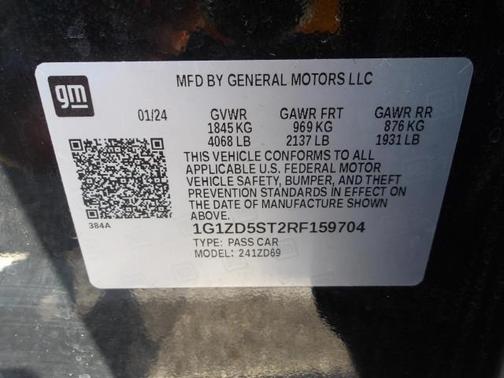 gm
MFD BY GENERAL MOTORS LLC
01/24 GVWR GAWR FRT GAWR RR
1845 KG 969 KG 876 KG
4068 LB 2137 LB 1931 LB
THIS VEHICLE CONFORMS TO ALL
APPLICABLE U.S. FEDERAL MOTOR
VEHICLE SAFETY, BUMPER, AND THEFT
PREVENTION STANDARDS IN EFFECT ON
THE DATE OF MANUFACTURE SHOWN
ABOVE.
384A
1G1ZD5ST2RF159704
TYPE: PASS CAR
MODEL: 241ZD69